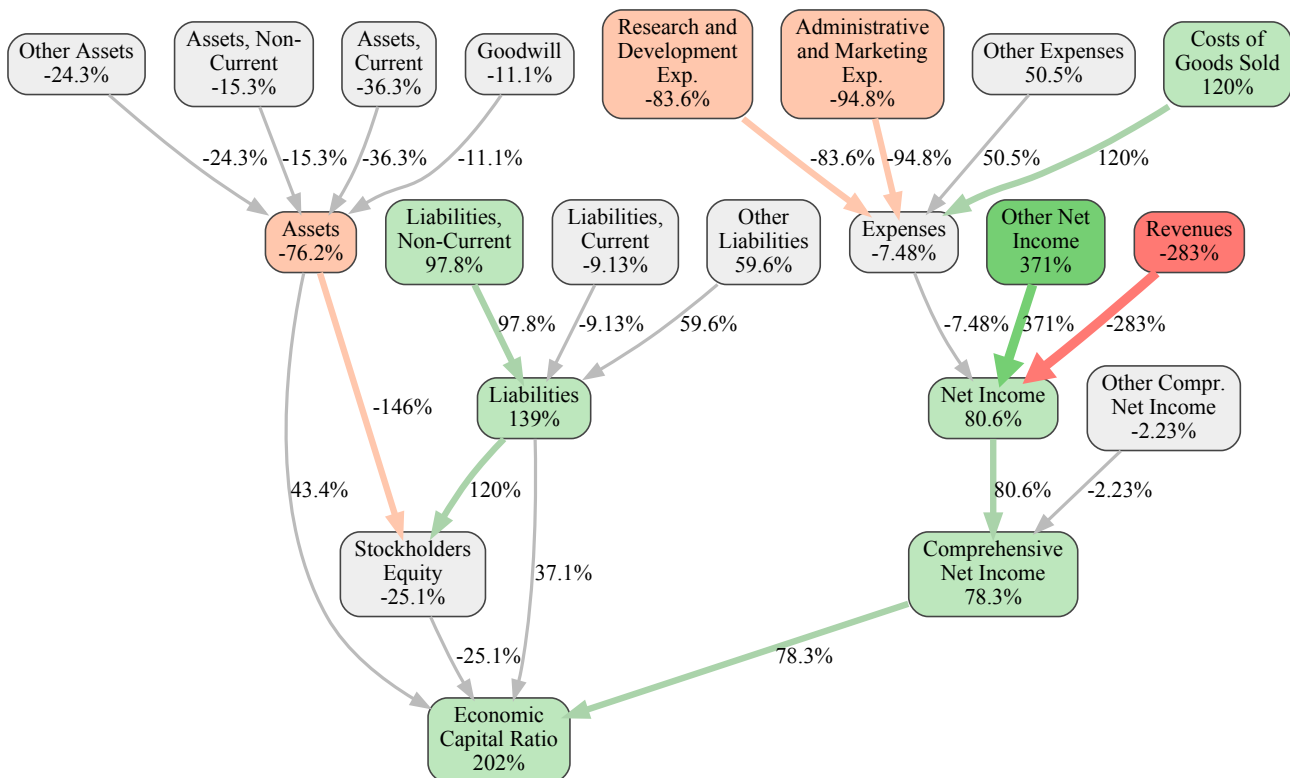 Other Assets
-24.3%
Assets, Non-
Current
-15.3%
Assets,
Current
-36.3%
Goodwill
-11.1%
Research and
Development
Exp.
-83.6%
Administrative
and Marketing
Exp.
-94.8%
Other Expenses
50.5%
Costs of
Goods Sold
120%
-24.3%
-15.3%
-36.3%
-11.1%
-83.6%
-94.8%
50.5%
120%
Assets
-76.2%
Liabilities,
Non-Current
97.8%
Liabilities,
Current
-9.13%
Other
Liabilities
59.6%
Expenses
-7.48%
Other Net
Income
371%
Revenues
-283%
97.8%
-9.13%
59.6%
-7.48%
371%
-283%
-146%
Liabilities
139%
Net Income
80.6%
Other Compr.
Net Income
-2.23%
43.4%
120%
80.6%
-2.23%
Stockholders
Equity
-25.1%
37.1%
Comprehensive
Net Income
78.3%
-25.1%
78.3%
Economic
Capital Ratio
202%